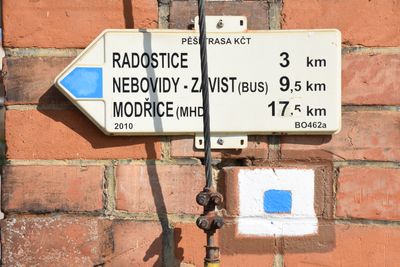 PĚŠÍ TRASA KČT
RADOSTICE 3 km
NEBOVIDY - ZÁVIST (BUS) 9,5 km
MODŘICE (MHD) 17,5 km
2010 BO462a